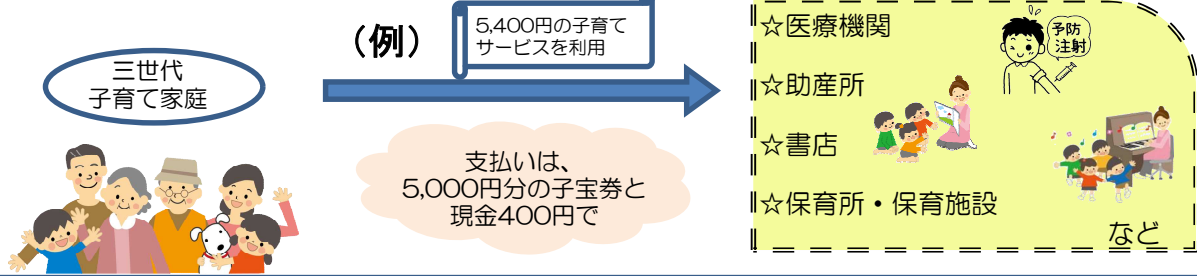 三世代
子育て家庭
（例）
5,400円の子育て
サービスを利用
支払いは、
5,000円分の子宝券と
現金400円で
☆医療機関
予防
注射
☆助産所
☆書店
☆保育所・保育施設
など